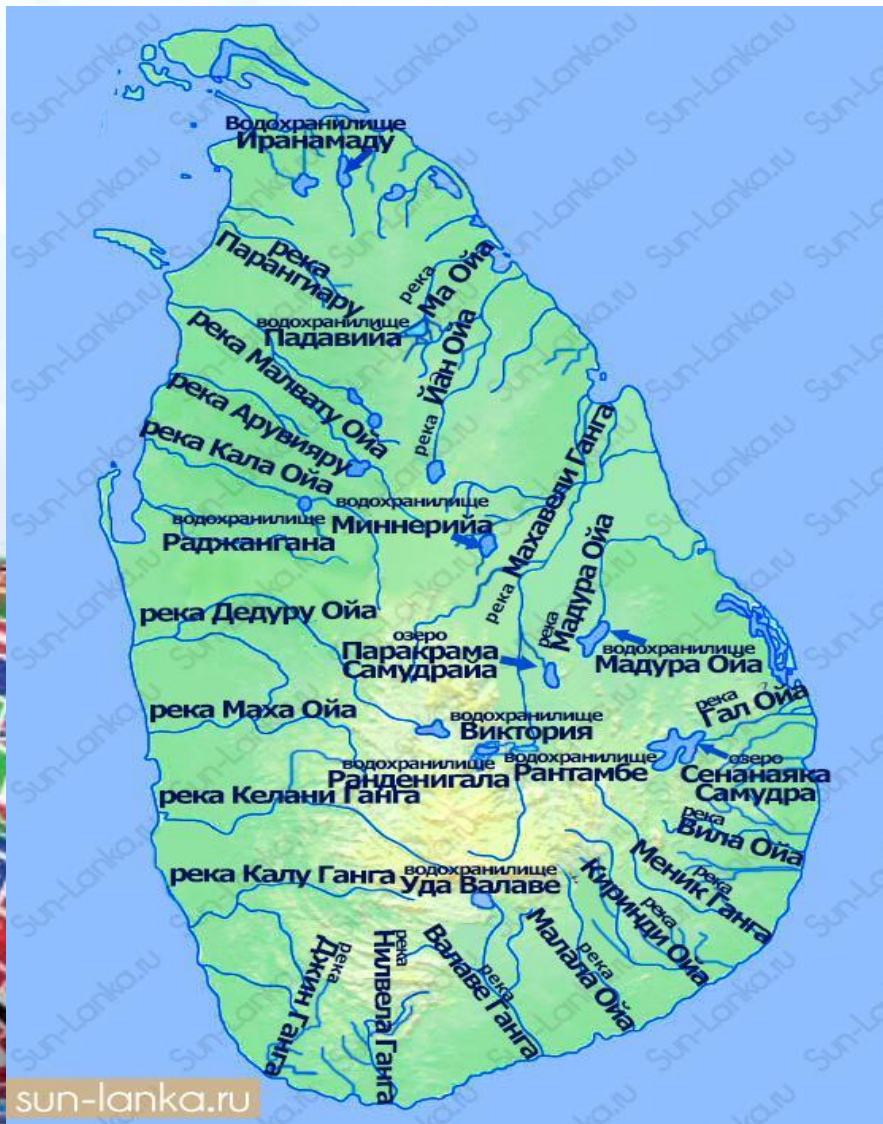 Водохранилище
Иранамаду
река
Парангиару
река
Ма Ойа
водохранилище
Падавийа
река Малвату Ойа
река
Йан Ойа
река Арувияру
река Кала Ойа
водохранилище
Миннерийа
водохранилище
Раджангана
река
Махавели Ганга
река
Мадура Ойа
река Дедуру Ойа
озеро
Паракрама
Самудрайа
водохранилище
Мадура Ойа
река
Гал Ойа
река Маха Ойа
водохранилище
Виктория
водохранилище
Ранденигала
водохранилище
Рантамбе
озеро
Сенанаяка
Самудра
река Келани Ганга
река
Вила Ойа
река
Меник Ганга
река Калу Ганга
водохранилище
Уда Валаве
река
Киринди Ойа
река
Малала Ойа
река
Валаве Ганга
река
Нилвела Ганга
река
Джин Ганга
sun-lanka.ru
Sun-Lanka.ru